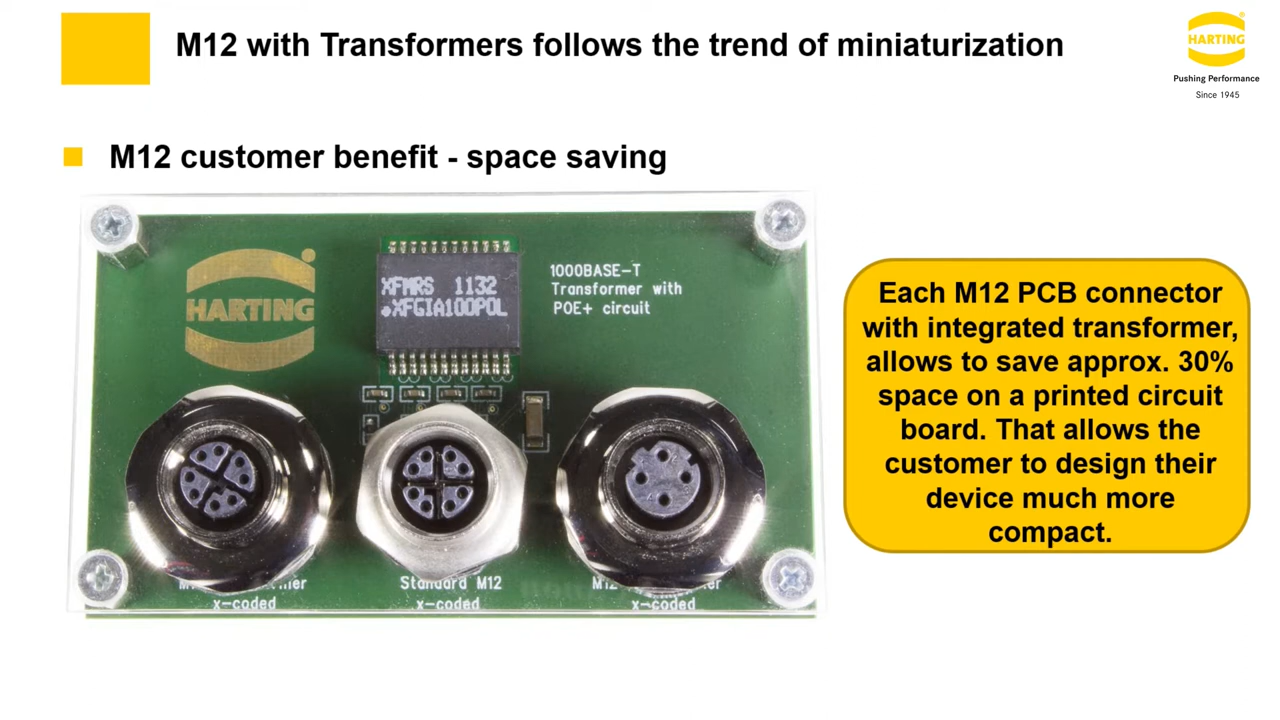 M12 with Transformers follows the trend of miniaturization
HARTING
Pushing Performance
Since 1945
M12 customer benefit - space saving
HARTING
XFMRS 1132
XFGIA100POL
1000BASE-T
Transformer with
POE+ circuit
Standard M12
x-coded
x-coded
x-coded
Each M12 PCB connector
with integrated transformer,
allows to save approx. 30%
space on a printed circuit
board. That allows the
customer to design their
device much more
compact.